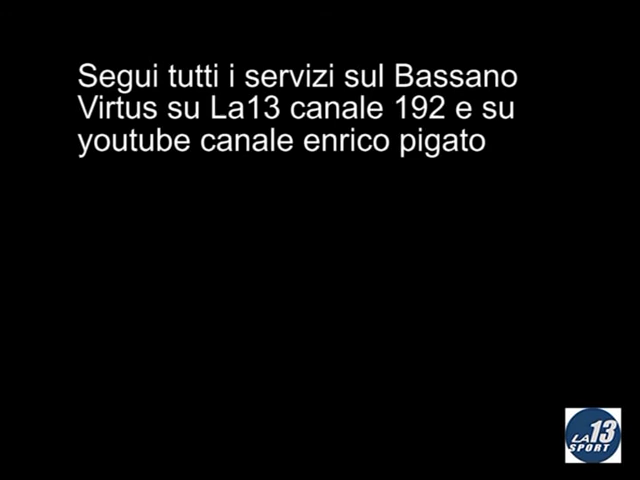 Segui tutti i servizi sul Bassano
Virtus su La13 canale 192 e su
youtube canale enrico pigato
LA 13
SPORT